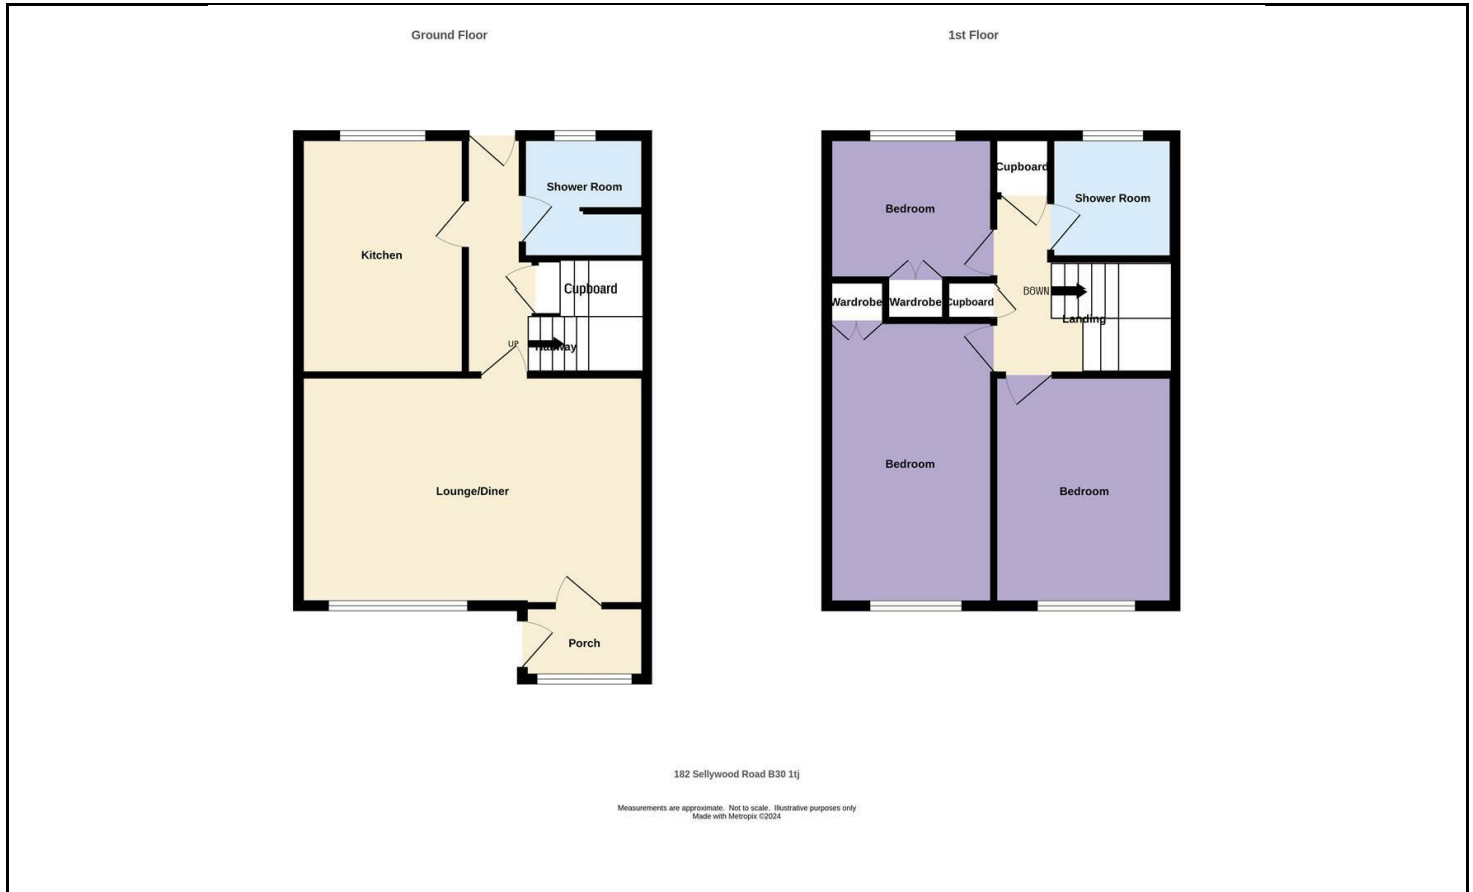 Ground Floor
1st Floor
Shower Room
Kitchen
Cupboard
UP
Hallway
Lounge/Diner
Porch
Cupboard
Bedroom
Shower Room
Wardrobe
Wardrobe
Cupboard
DOWN
Landing
Bedroom
Bedroom
182 Sellywood Road B30 1tj
Measurements are approximate. Not to scale. Illustrative purposes only
Made with Metropix ©2024